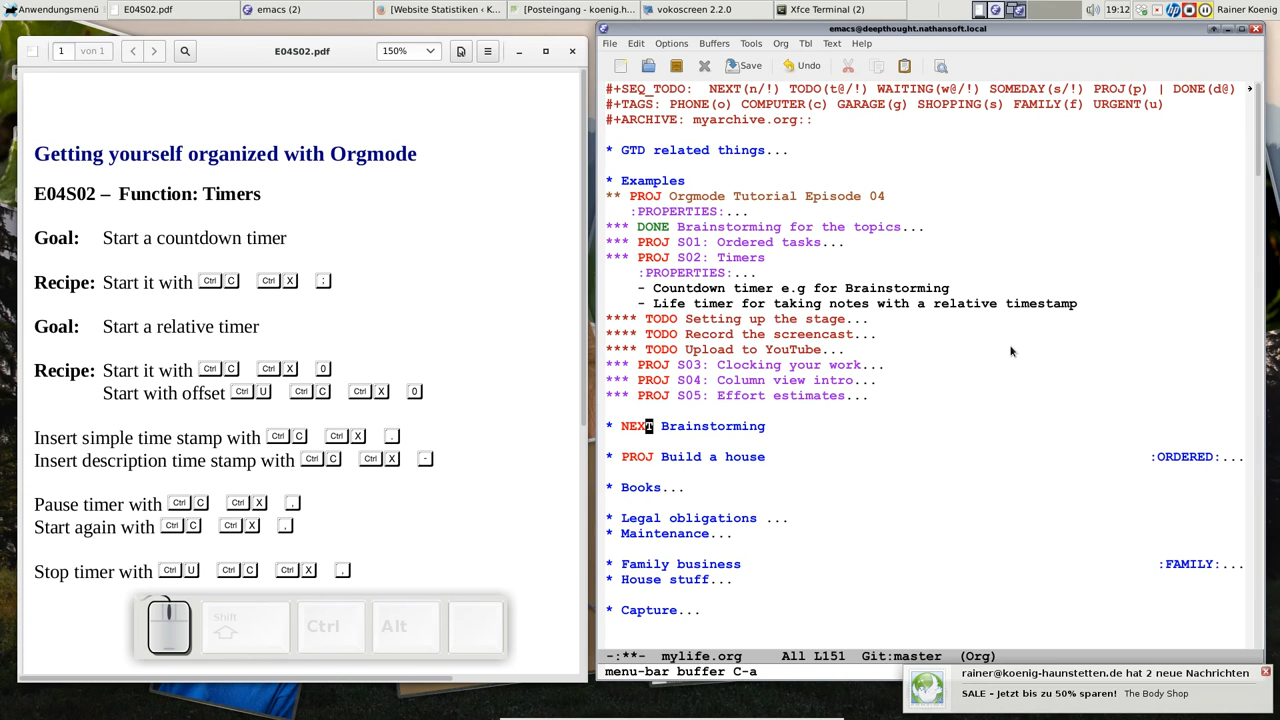 Anwendungsmenü
E04S02.pdf
emacs (2)
[Website Statistiken - K...
[Posteingang - koenig.h...
vokoscreen 2.2.0
Xfce Terminal (2)
19:12
Rainer Koenig
1 von 1
E04S02.pdf
150%
Getting yourself organized with Orgmode
E04S02 – Function: Timers
Goal: Start a countdown timer
Recipe: Start it with Ctrl C Ctrl X ;
Goal: Start a relative timer
Recipe: Start it with Ctrl C Ctrl X 0
Start with offset Ctrl U Ctrl C Ctrl X 0
Insert simple time stamp with Ctrl C Ctrl X .
Insert description time stamp with Ctrl C Ctrl X -
Pause timer with Ctrl C Ctrl X ,
Start again with Ctrl C Ctrl X ,
Stop timer with Ctrl U Ctrl C Ctrl X ,
Shift
Ctrl
Alt
emacs@deepthought.nathansoft.local
File Edit Options Buffers Tools Org Tbl Text Help
Save Undo
#+SEQ_TODO: NEXT(n/!) TODO(t@/!) WAITING(w@/!) SOMEDAY(s/!) PROJ(p) | DONE(d@)
#+TAGS: PHONE(o) COMPUTER(c) GARAGE(g) SHOPPING(s) FAMILY(f) URGENT(u)
#+ARCHIVE: myarchive.org::
* GTD related things...
* Examples
** PROJ Orgmode Tutorial Episode 04
:PROPERTIES:...
*** DONE Brainstorming for the topics...
*** PROJ S01: Ordered tasks...
*** PROJ S02: Timers
:PROPERTIES:...
- Countdown timer e.g for Brainstorming
- Life timer for taking notes with a relative timestamp
**** TODO Setting up the stage...
**** TODO Record the screencast...
**** TODO Upload to YouTube...
*** PROJ S03: Clocking your work...
*** PROJ S04: Column view intro...
*** PROJ S05: Effort estimates...
* NEXT Brainstorming
* PROJ Build a house :ORDERED:...
* Books...
* Legal obligations ...
* Maintenance...
* Family business :FAMILY:...
* House stuff...
* Capture...
-:**- mylife.org All L151 Git:master (Org)
menu-bar buffer C-a
rainer@koenig-haunstetten.de hat 2 neue Nachrichten
SALE – Jetzt bis zu 50% sparen! The Body Shop